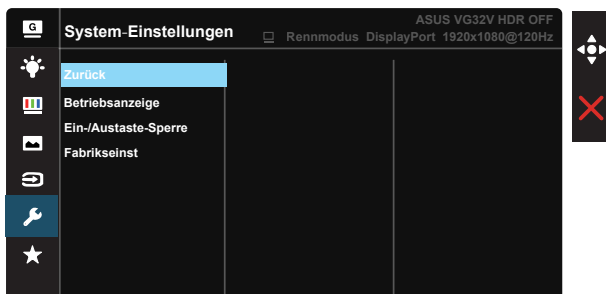 G
System-Einstellungen
ASUS VG32V HDR OFF
Rennmodus DisplayPort 1920x1080@120Hz
Zurück
Betriebsanzeige
Ein-/Austaste-Sperre
Fabrikseinst